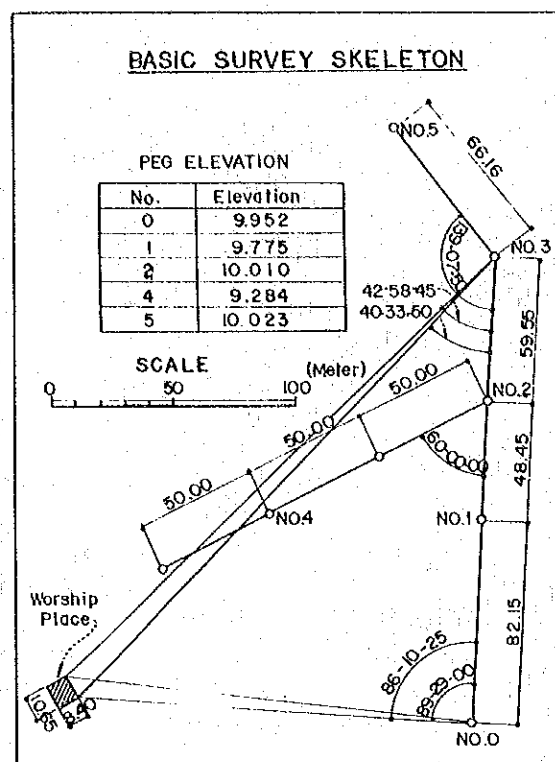 BASIC SURVEY SKELETON
NO.5
66.16
PEG ELEVATION
No. Elevation
0 9.952
1 9.775
2 10.010
4 9.284
5 10.023
NO.3
42-58-45
40-33-50
59.55
SCALE
(Meter)
0 50 100
50.00
50.00
50.00
NO.2
60-00-00
48.45
NO.4
NO.1
Worship
Place
82.15
86-10-25
89-29-00
10.65
8.40
NO.0